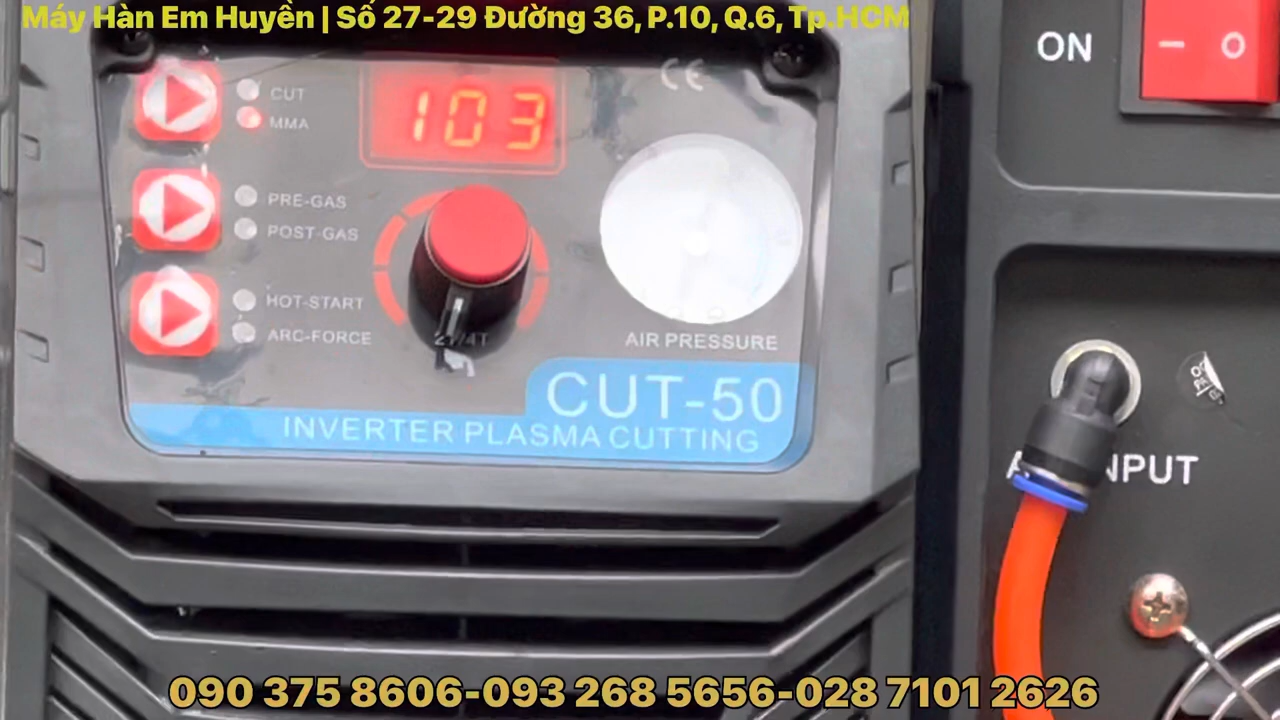 Máy Hàn Em Huyền | Số 27-29 Đường 36, P.10, Q.6, Tp.HCM
ON
CUT
MMA
103
CE
PRE-GAS
POST-GAS
HOT-START
ARC-FORCE
2T/4T
AIR PRESSURE
CUT-50
INVERTER PLASMA CUTTING
INPUT
090 375 8606-093 268 5656-028 7101 2626